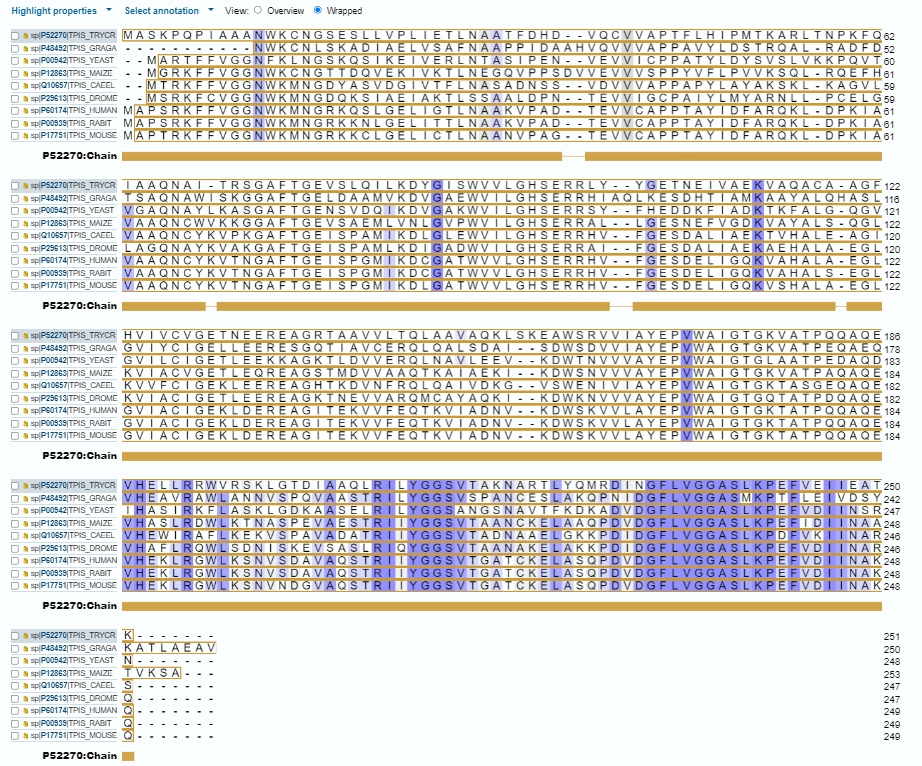 Highlight properties Select annotation View: Overview Wrapped
sp|P52270|TPIS_TRYCR MASKPQPIAAANWKCNGSESLLVPLIETLNAATFDHD--VQCVVAPTFLHIPMTKARLTNPKFQ 62
sp|P48492|TPIS_GRAGA -----------NWKCNLSKADIAELVSAFNAAPPIDAAHVQVVVAPPAVYLDSTRQAL-RADFD 52
sp|P00942|TPIS_YEAST --MARTFFVGGNFKLNGSKQSIKEIVERLNTASIPEN--VEVVICPPATYLDYSVSLVKKPQVT 60
sp|P12863|TPIS_MAIZE --MGRKFFVGGNWKCNGTTDQVEKIVKTLNEGQVPPSDVVEVVVSPPYVFLPVVKSQL-RQEFH 61
sp|Q10657|TPIS_CAEEL --MTRKFFVGGNWKMNGDYASVDGIVTFLNASADNSS--VDVVVAPPAPYLAYAKSKL-KAGVL 59
sp|P29613|TPIS_DROME --MSRKFCVGGNWKMNGDQKSIAEIAKTLSSAALDPN--TEVVIGCPAIYLMYARNLL-PCELG 59
sp|P60174|TPIS_HUMAN MAPSRKFFVGGNWKMNGRKQSLGELIGTLNAAKVPAD--TEVVCAPPTAYIDFARQKL-DPKIA 61
sp|P00939|TPIS_RABIT MAPSRKFFVGGNWKMNGRKKNLGELITTLNAAKVPAD--TEVVCAPPTAYIDFARQKL-DPKIA 61
sp|P17751|TPIS_MOUSE MAPTRKFFVGGNWKMNGRKKCLGELICTLNAANVPAG--TEVVCAPPTAYIDFARQKL-DPKIA 61
P52270:Chain
sp|P52270|TPIS_TRYCR IAAQNAI-TRSGAFTGEVSLQILKDYGISWVVLGHSERRLY--YGETNEIVAEKVAQACA-AGF 122
sp|P48492|TPIS_GRAGA TSAQNAWISKGGAFTGELDAAMVKDVGAEWVILGHSERRHIAQLKESDHTIAMKAAYALQHASL 116
sp|P00942|TPIS_YEAST VGAQNAYLKASGAFTGENSVDQIKDVGAKWVILGHSERRSY--FHEDDKFIADKTKFALG-QGV 121
sp|P12863|TPIS_MAIZE VAAQNCWVKKGGAFTGEVSAEMLVNLGVPWVILGHSERRAL--LGESNEFVGDKVAYALS-QGL 122
sp|Q10657|TPIS_CAEEL VAAQNCYKVPKGAFTGEISPAMIKDLGLEWVILGHSERRHV--FGESDALIAEKTVHALE-AGI 120
sp|P29613|TPIS_DROME LAGQNAYKVAKGAFTGEISPAMLKDIGADWVILGHSERRAI--FGESDALIAEKAEHALA-EGL 120
sp|P60174|TPIS_HUMAN VAAQNCYKVTNGAFTGEISPGMIKDCGATWVVLGHSERRHV--FGESDELIGQKVAHALA-EGL 122
sp|P00939|TPIS_RABIT VAAQNCYKVTNGAFTGEISPGMIKDCGATWVVLGHSERRHV--FGESDELIGQKVAHALS-EGL 122
sp|P17751|TPIS_MOUSE VAAQNCYKVTNGAFTGEISPGMIKDLGATWVVLGHSERRHV--FGESDELIGQKVSHALA-EGL 122
P52270:Chain
sp|P52270|TPIS_TRYCR HVIVCVGETNEEREAGRTAAVVLTQLAAVAQKLSKEAWSRVVIAYEPVWAIGTGKVATPQQAQE 186
sp|P48492|TPIS_GRAGA GVIYCIGELLEERESGQTIAVCERQLQALSDAI--SDWSDVVIAYEPVWAIGTGKVATPEQAEQ 178
sp|P00942|TPIS_YEAST GVILCIGETLEEKKAGKTLDVVERQLNAVLEEV--KDWTNVVVAYEPVWAIGTGLAATPEDAQD 183
sp|P12863|TPIS_MAIZE KVIACVGETLEQREAGSTMDVVAAQTKAIAEKI--KDWSNVVVAYEPVWAIGTGKVATPAQAQE 184
sp|Q10657|TPIS_CAEEL KVVFCIGEKLEEREAGHTKDVNFRQLQAIVDKG--VSWENIVIAYEPVWAIGTGKTASGEQAQE 182
sp|P29613|TPIS_DROME KVIACIGETLEEREAGKTNEVVARQMCAYAQKI--KDWKNVVVAYEPVWAIGTGQTATPDQAQE 182
sp|P60174|TPIS_HUMAN GVIACIGEKLDEREAGITEKVVFEQTKVIADNV--KDWSKVVLAYEPVWAIGTGKTATPQQAQE 184
sp|P00939|TPIS_RABIT GVIACIGEKLDEREAGITEKVVFEQTKVIADNV--KDWSKVVLAYEPVWAIGTGKTATPQQAQE 184
sp|P17751|TPIS_MOUSE GVIACIGEKLDEREAGITEKVVFEQTKVIADNV--KDWSKVVLAYEPVWAIGTGKTATPQQAQE 184
P52270:Chain
sp|P52270|TPIS_TRYCR VHELLRRWVRSKLGTDIAAQLRILYGGSVTAKNARTLYQMRDINGFLVGGASLKPEFVEIIEAT 250
sp|P48492|TPIS_GRAGA VHEAVRAWLANNVSPQVAASTRILYGGSVSPANCESLAKQPNIDGFLVGGASMKPTFLEIVDSY 242
sp|P00942|TPIS_YEAST IHASIRKFLASKLGDKAASELRILYGGSANGSNAVTFKDKADVDGFLVGGASLKPEFVDIINSR 247
sp|P12863|TPIS_MAIZE VHASLRDWLKTNASPEVAESTRIIYGGSVTAANCKELAAQPDVDGFLVGGASLKPEFIDIINAA 248
sp|Q10657|TPIS_CAEEL VHEWIRAFLKEKVSPAVADATRIIYGGSVTADNAAELGKKPDIDGFLVGGASLKPDFVKIINAR 246
sp|P29613|TPIS_DROME VHAFLRQWLSDNISKEVSASLRIQYGGSVTAANAKELAKKPDIDGFLVGGASLKPEFVDIINAR 246
sp|P60174|TPIS_HUMAN VHEKLRGWLKSNVSDAVAQSTRIIYGGSVTGATCKELASQPDVDGFLVGGASLKPEFVDIINAK 248
sp|P00939|TPIS_RABIT VHEKLRGWLKSNVSDAVAQSTRIIYGGSVTGATCKELASQPDVDGFLVGGASLKPEFVDIINAK 248
sp|P17751|TPIS_MOUSE VHEKLRGWLKSNVNDGVAQSTRIIYGGSVTGATCKELASQPDVDGFLVGGASLKPEFVDIINAK 248
P52270:Chain
sp|P52270|TPIS_TRYCR K------- 251
sp|P48492|TPIS_GRAGA KATLAEAV 250
sp|P00942|TPIS_YEAST N------- 248
sp|P12863|TPIS_MAIZE TVKSA--- 253
sp|Q10657|TPIS_CAEEL S------- 247
sp|P29613|TPIS_DROME Q------- 247
sp|P60174|TPIS_HUMAN Q------- 249
sp|P00939|TPIS_RABIT Q------- 249
sp|P17751|TPIS_MOUSE Q------- 249
P52270:Chain